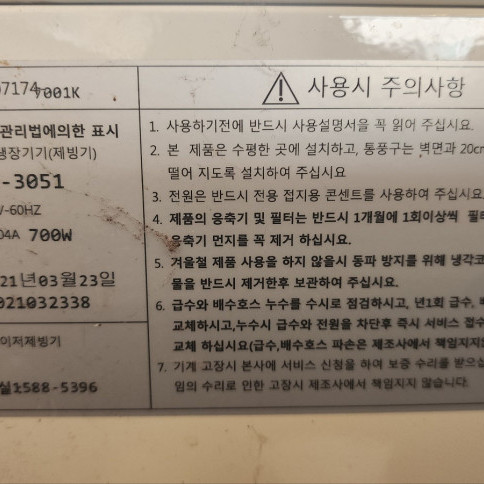 07174
7001K
관리법에의한 표시
냉장기기(제빙기)
-3051
V-60HZ
04A 700W
21년03월23일
021032338
이저제빙기
실1588-5396
사용시 주의사항
1. 사용하기전에 반드시 사용설명서을 꼭 읽어 주십시요.
2. 본 제품은 수평한 곳에 설치하고, 통풍구는 벽면과 20cm
떨어 지도록 설치하여 주십시요
3. 전원은 반드시 전용 접지용 콘센트를 사용하여 주십시요.
4. 제품의 응축기 및 필터는 반드시 1개월에 1회이상씩 필
응축기 먼지를 꼭 제거 하십시요.
5. 겨울철 제품 사용을 하지 않을시 동파 방지를 위해 냉각코
물을 반드시 제거한후 보관하여 주십시요.
6. 급수와 배수호스 누수를 수시로 점검하시고, 년1회 급수, 배
교체하시고,누수시 급수와 전원을 차단후 즉시 서비스 접수
교체 하십시요(급수,배수호스 파손은 제조사에서 책임지지
7. 기계 고장시 본사에 서비스 신청을 하여 보증 수리를 받으십
임의 수리로 인한 고장시 제조사에서 책임지지 않습니다.